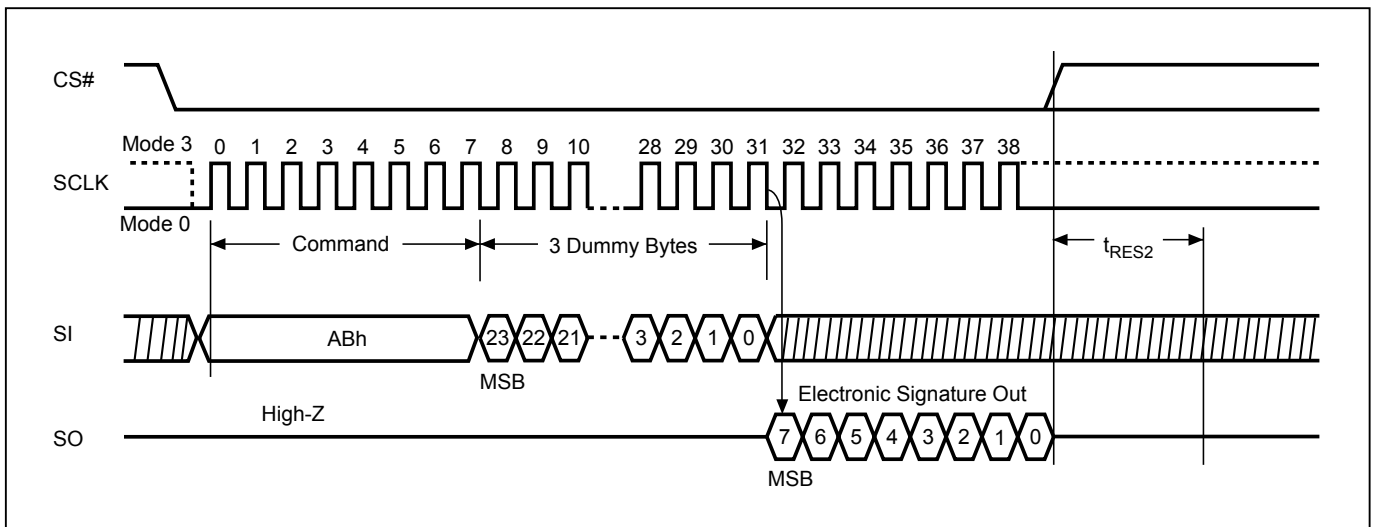 CS#
Mode 3 0 1 2 3 4 5 6 7 8 9 10 28 29 30 31 32 33 34 35 36 37 38
SCLK
Mode 0
Command 3 Dummy Bytes tRES2
SI ABh 23 22 21 3 2 1 0
MSB
High-Z Electronic Signature Out
SO 7 6 5 4 3 2 1 0
MSB